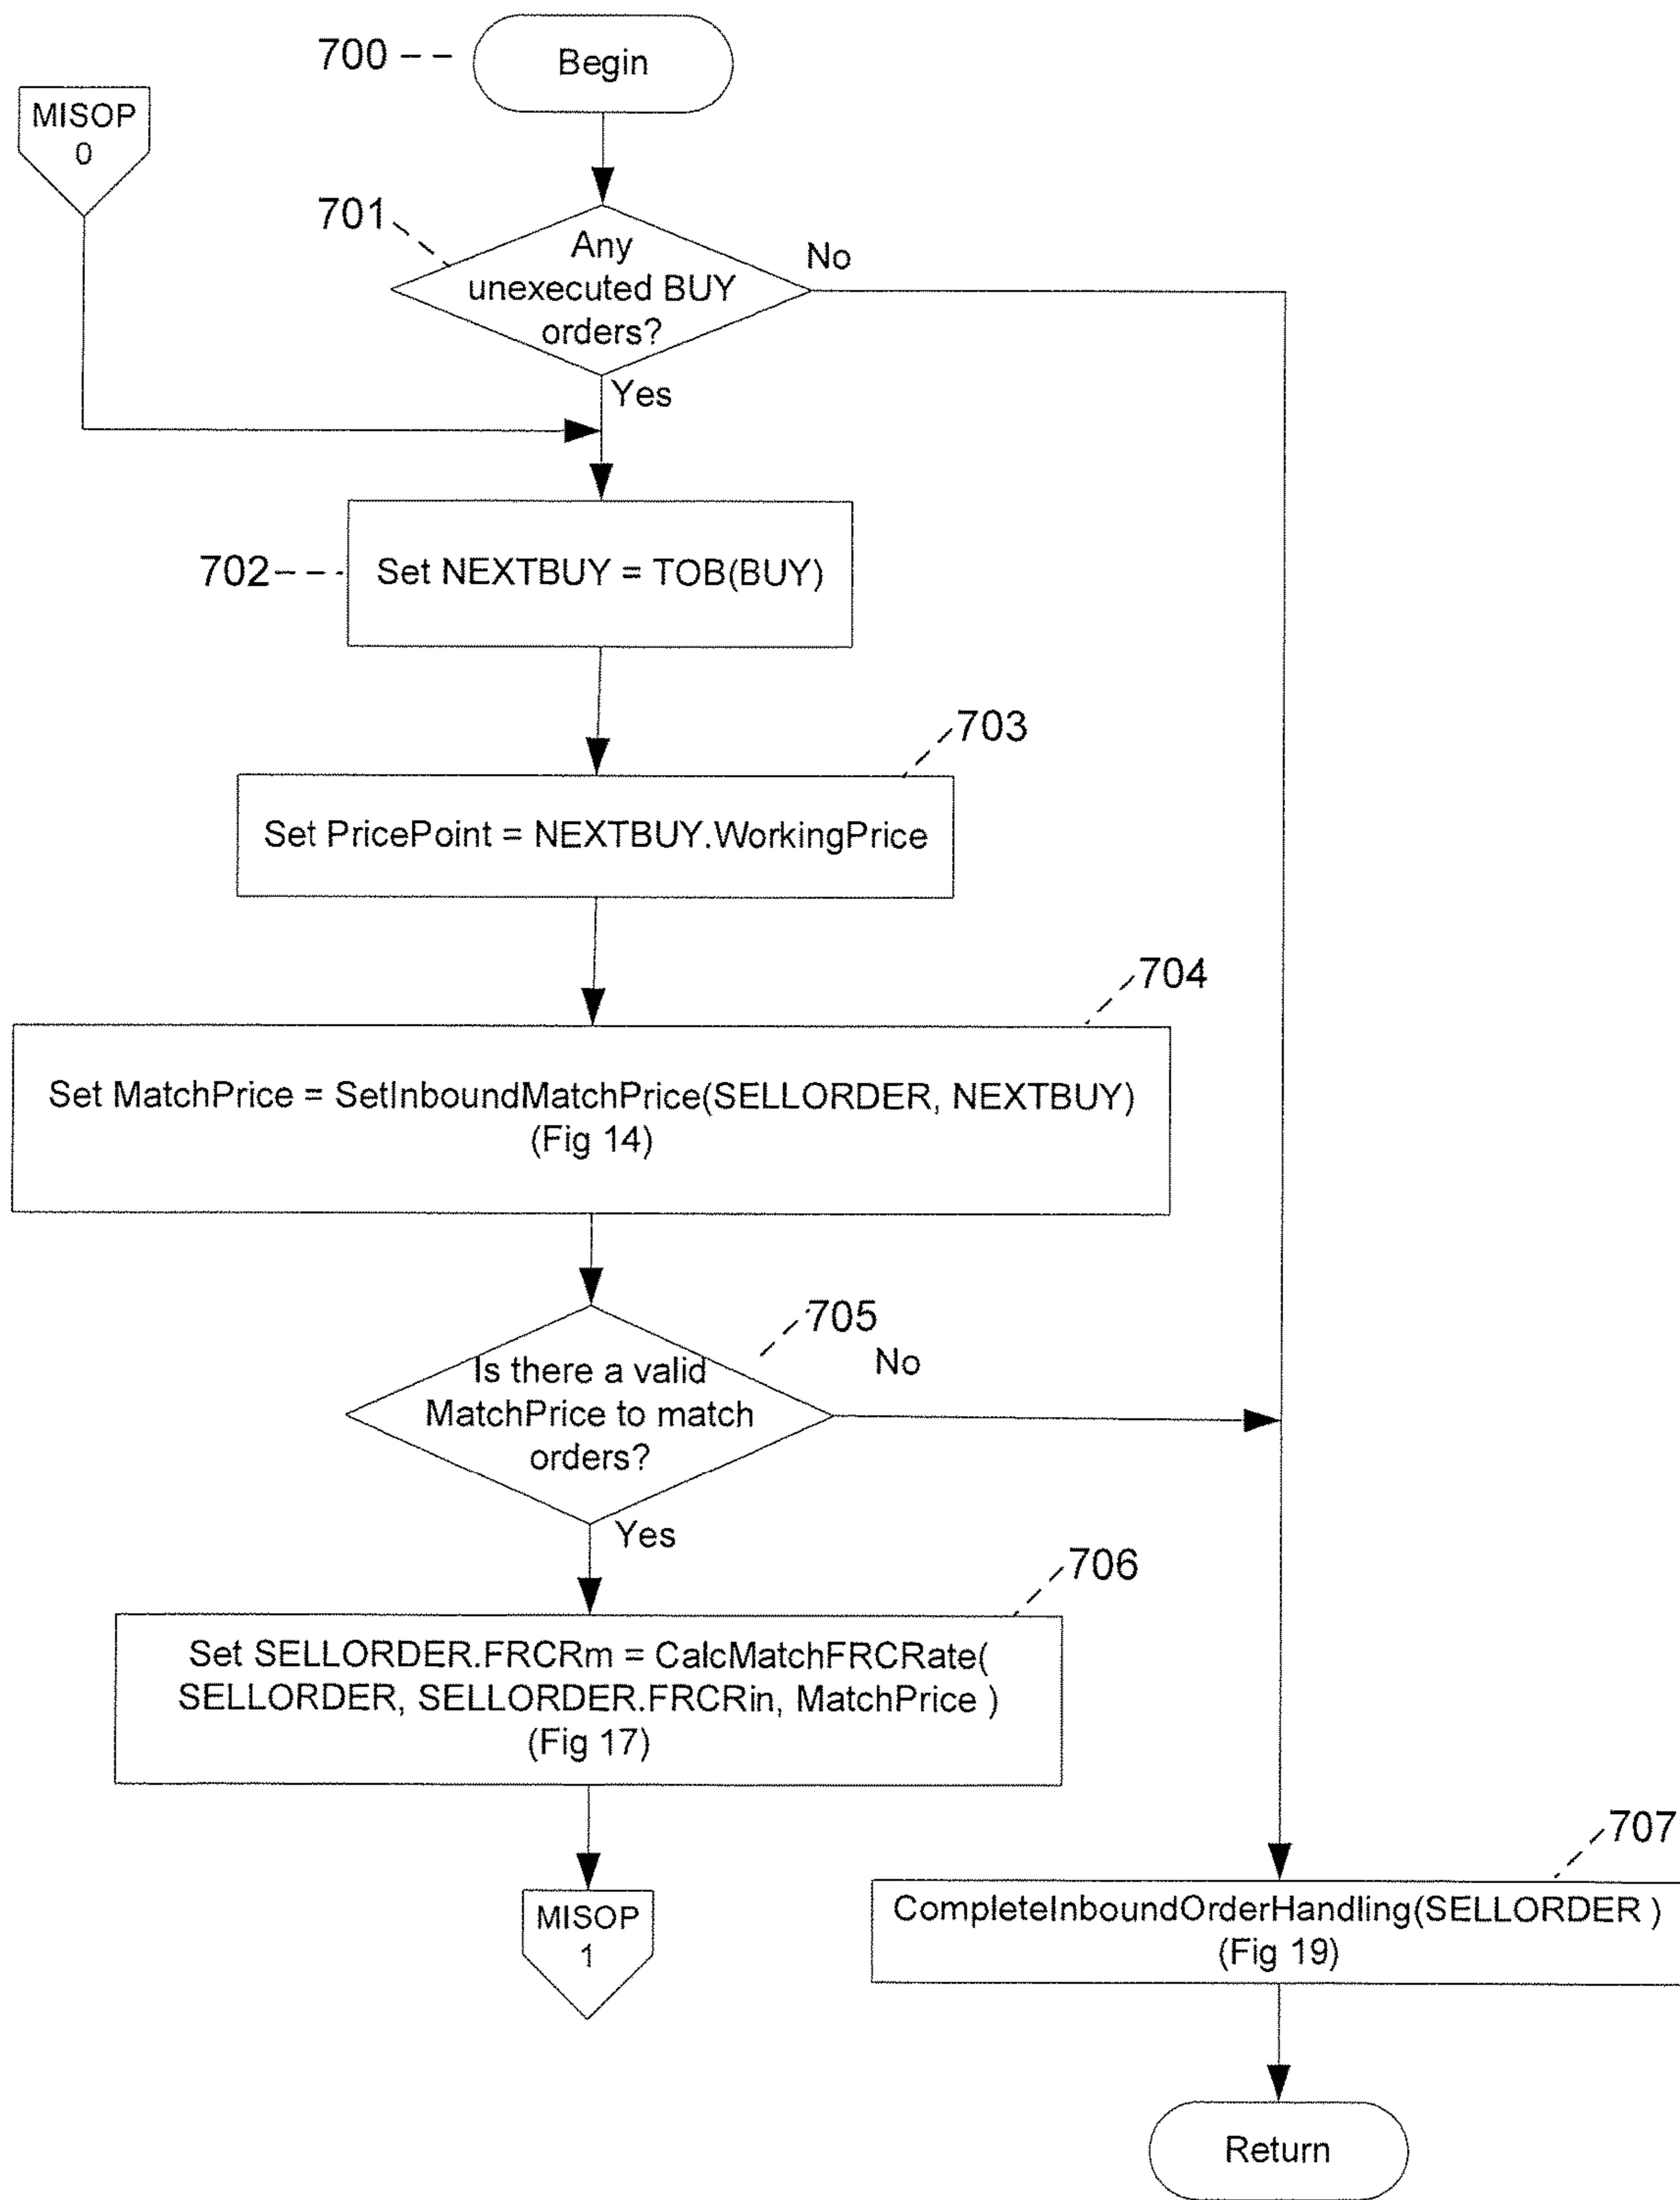 700
Begin
MISOP
0
701
Any
unexecuted BUY
orders?
No
Yes
702
Set NEXTBUY = TOB(BUY)
703
Set PricePoint = NEXTBUY.WorkingPrice
704
Set MatchPrice = SetInboundMatchPrice(SELLORDER, NEXTBUY)
(Fig 14)
705
Is there a valid
MatchPrice to match
orders?
No
Yes
706
Set SELLORDER.FRCRm = CalcMatchFRCRate(
SELLORDER, SELLORDER.FRCRin, MatchPrice )
(Fig 17)
MISOP
1
707
CompleteInboundOrderHandling(SELLORDER )
(Fig 19)
Return